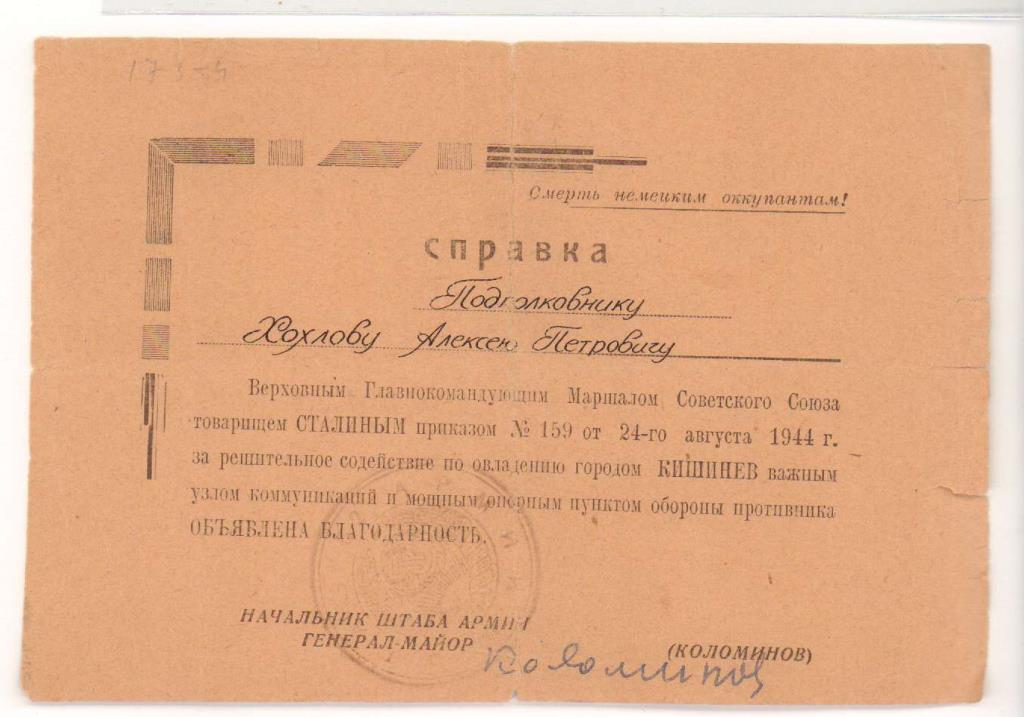 Смерть немецким оккупантам!
СПРАВКА
Подполковнику
Хохлову Алексею Петровичу
Верховным Главнокомандующим Маршалом Советского Союза
товарищем СТАЛИНЫМ приказом № 159 от 24-го августа 1944 г.
за решительное содействие по овладению городом КИШИНЕВ важным
узлом коммуникаций и мощным опорным пунктом обороны противника
ОБЪЯВЛЕНА БЛАГОДАРНОСТЬ.
НАЧАЛЬНИК ШТАБА АРМИИ
ГЕНЕРАЛ-МАЙОР
(КОЛОМИНОВ)
Коломинов